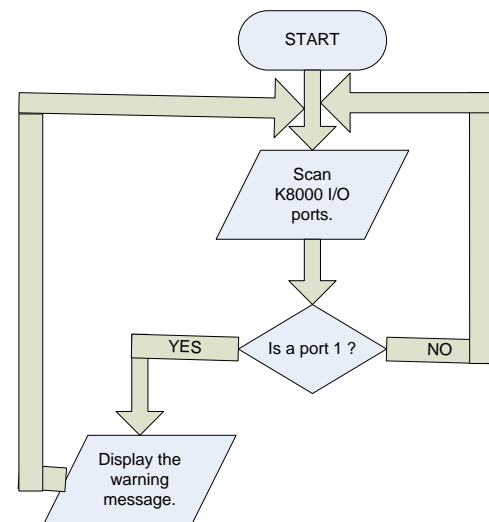 START
Scan
K8000 I/O
ports.
Is a port 1 ?
YES
NO
Display the
warning
message.